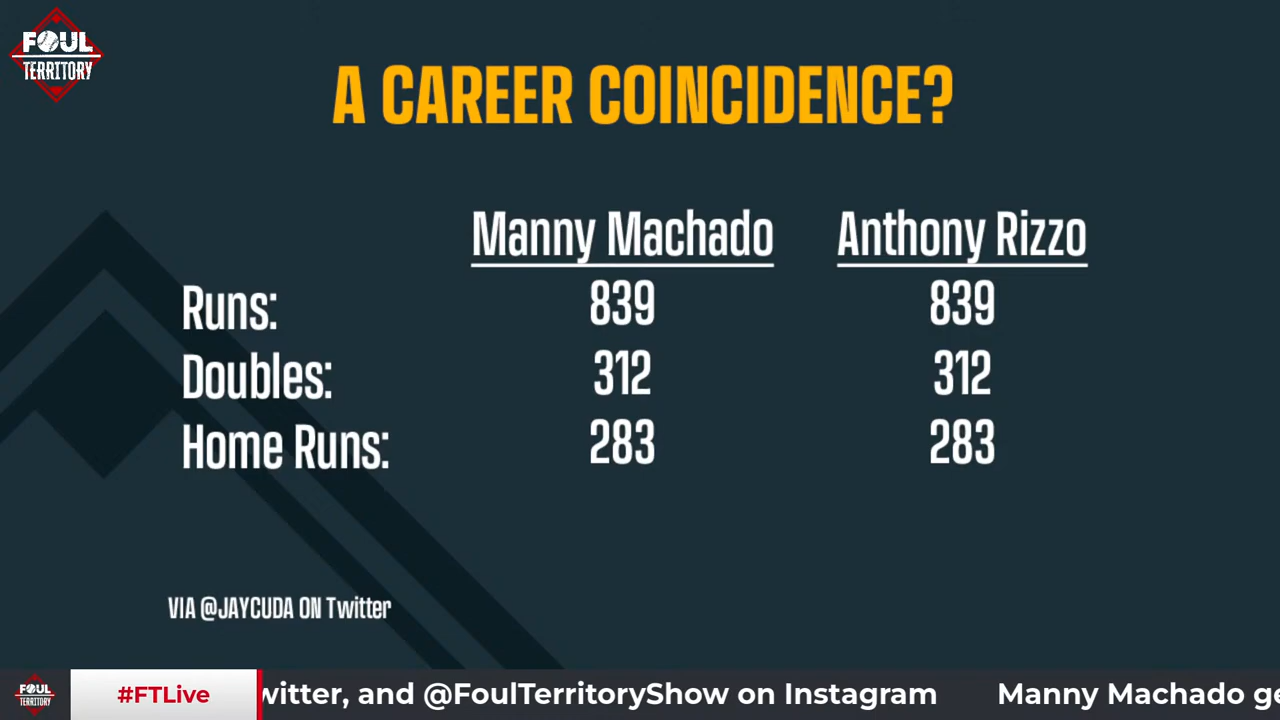 FOUL
TERRITORY
A CAREER COINCIDENCE?
Manny Machado Anthony Rizzo
Runs: 839 839
Doubles: 312 312
Home Runs: 283 283
VIA @JAYCUDA ON Twitter
FOUL
TERRITORY
#FTLive
witter, and @FoulTerritoryShow on Instagram Manny Machado ge